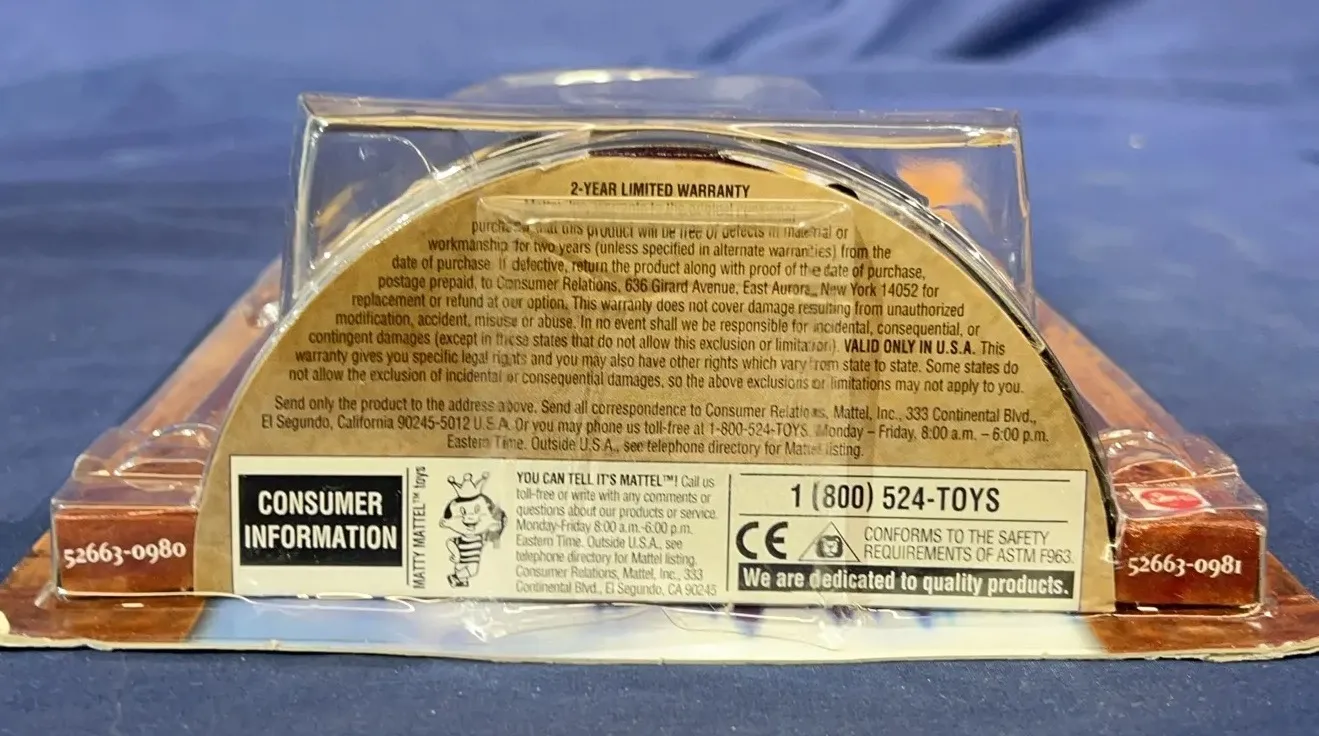 2-YEAR LIMITED WARRANTY
that this product will be free of defects in material or
workmanship for two years (unless specified in alternate warranties) from the
date of purchase. If defective, return the product along with proof of the date of purchase,
postage prepaid, to Consumer Relations, 636 Girard Avenue, East Aurora, New York 14052 for
replacement or refund at our option. This warranty does not cover damage resulting from unauthorized
modification, accident, misuse or abuse. In no event shall we be responsible for incidental, consequential, or
contingent damages (except in those states that do not allow this exclusion or limitation). VALID ONLY IN U.S.A. This
warranty gives you specific legal rights and you may also have other rights which vary from state to state. Some states do
not allow the exclusion of incidental or consequential damages, so the above exclusions or limitations may not apply to you.
Send only the product to the address above. Send all correspondence to Consumer Relations, Mattel, Inc., 333 Continental Blvd.,
El Segundo, California 90245-5012 U.S.A. Or you may phone us toll-free at 1-800-524-TOYS. Monday – Friday, 8:00 a.m. – 6:00 p.m.
Eastern Time. Outside U.S.A., see telephone directory for Mattel listing.
CONSUMER
INFORMATION
MATTY MATTEL™ toys
YOU CAN TELL IT'S MATTEL™! Call us
toll-free or write with any comments or
questions about our products or service.
Monday-Friday 8:00 a.m.-6:00 p.m.
Eastern Time. Outside U.S.A., see
telephone directory for Mattel listing.
Consumer Relations, Mattel, Inc., 333
Continental Blvd., El Segundo, CA 90245
1 (800) 524-TOYS
CE
CONFORMS TO THE SAFETY
REQUIREMENTS OF ASTM F963.
We are dedicated to quality products.
52663-0980
52663-0981